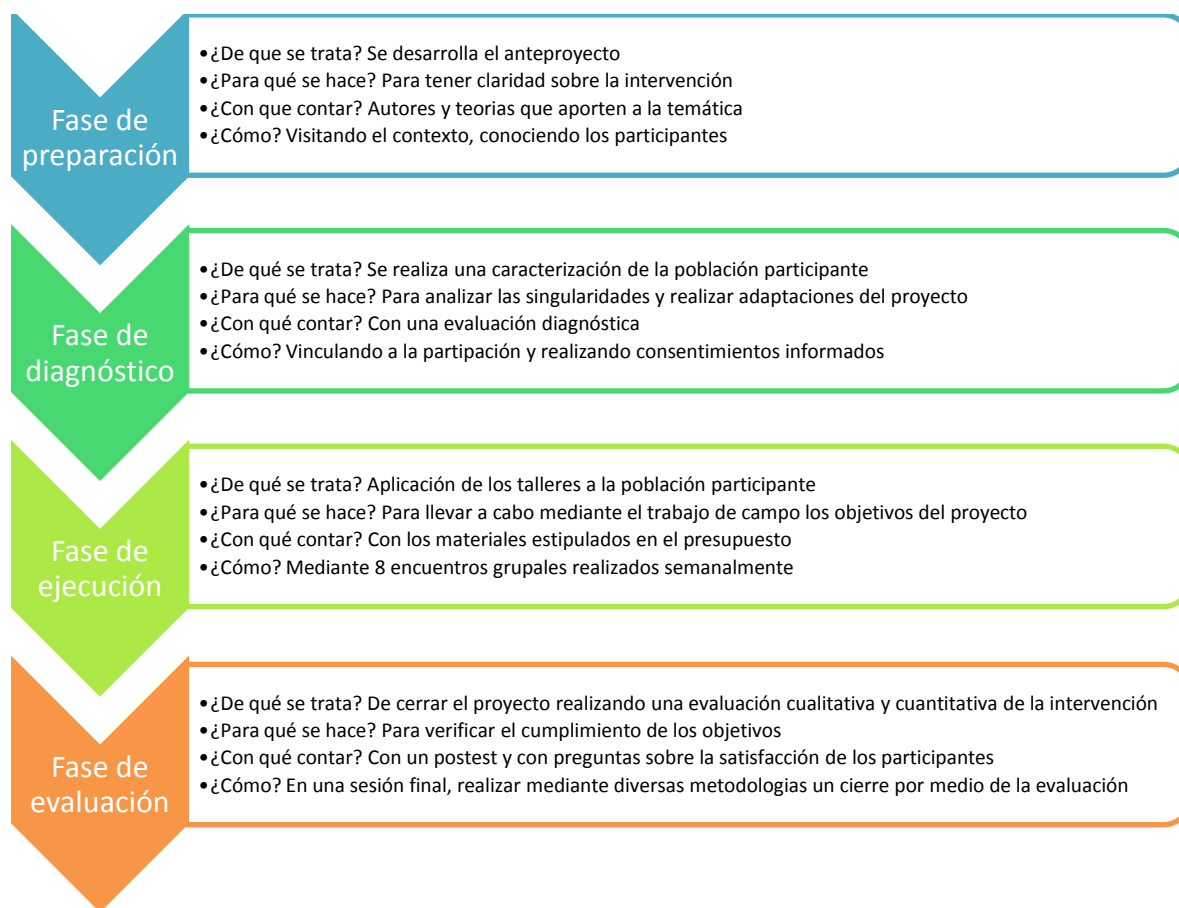 Fase de
preparación
•¿De que se trata? Se desarrolla el anteproyecto
•¿Para qué se hace? Para tener claridad sobre la intervención
•¿Con que contar? Autores y teorias que aporten a la temática
•¿Cómo? Visitando el contexto, conociendo los participantes
Fase de
diagnóstico
•¿De qué se trata? Se realiza una caracterización de la población participante
•¿Para qué se hace? Para analizar las singularidades y realizar adaptaciones del proyecto
•¿Con qué contar? Con una evaluación diagnóstica
•¿Cómo? Vinculando a la partipación y realizando consentimientos informados
Fase de
ejecución
•¿De qué se trata? Aplicación de los talleres a la población participante
•¿Para qué se hace? Para llevar a cabo mediante el trabajo de campo los objetivos del proyecto
•¿Con qué contar? Con los materiales estipulados en el presupuesto
•¿Cómo? Mediante 8 encuentros grupales realizados semanalmente
Fase de
evaluación
•¿De qué se trata? De cerrar el proyecto realizando una evaluación cualitativa y cuantitativa de la intervención
•¿Para qué se hace? Para verificar el cumplimiento de los objetivos
•¿Con qué contar? Con un postest y con preguntas sobre la satisfacción de los participantes
•¿Cómo? En una sesión final, realizar mediante diversas metodologias un cierre por medio de la evaluación